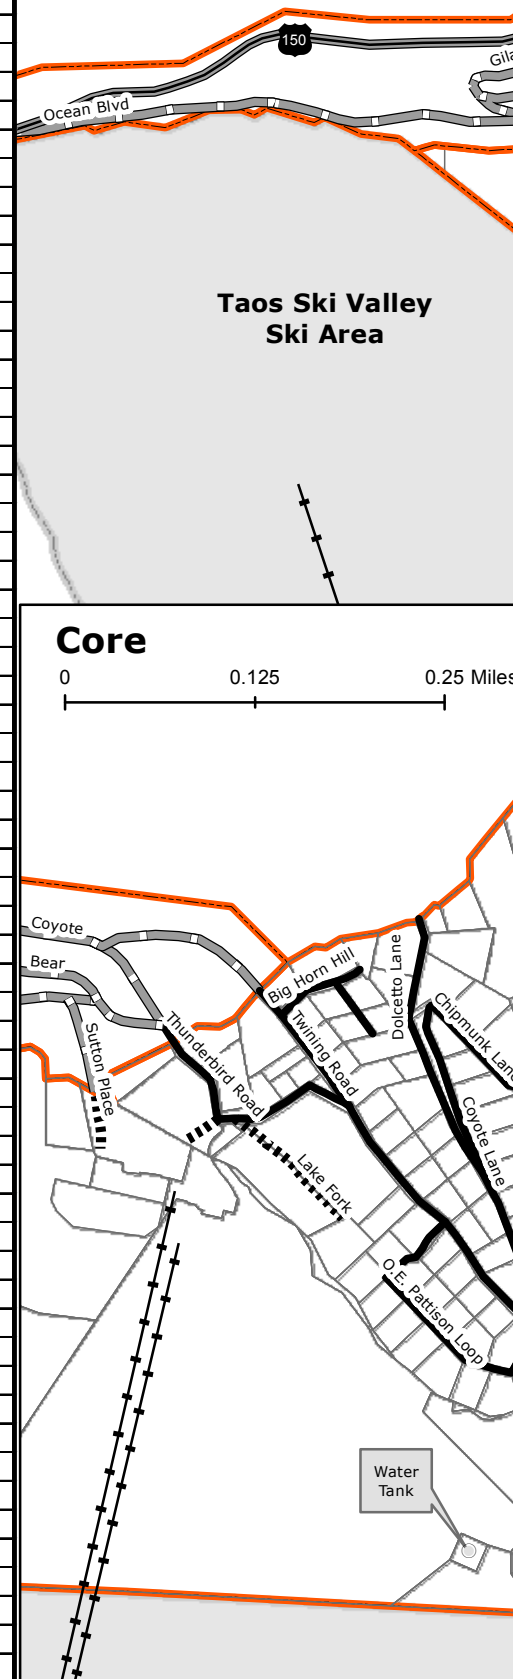 150
Gila
Ocean Blvd
Taos Ski Valley
Ski Area
Core
0 0.125 0.25 Miles
Coyote
Bear
Big Horn Hill
Dolcetto Lane
Chipmunk Lane
Sutton Place
Thunderbird Road
Twining Road
Coyote Lane
Lake Fork
O.E. Pattison Loop
Water
Tank